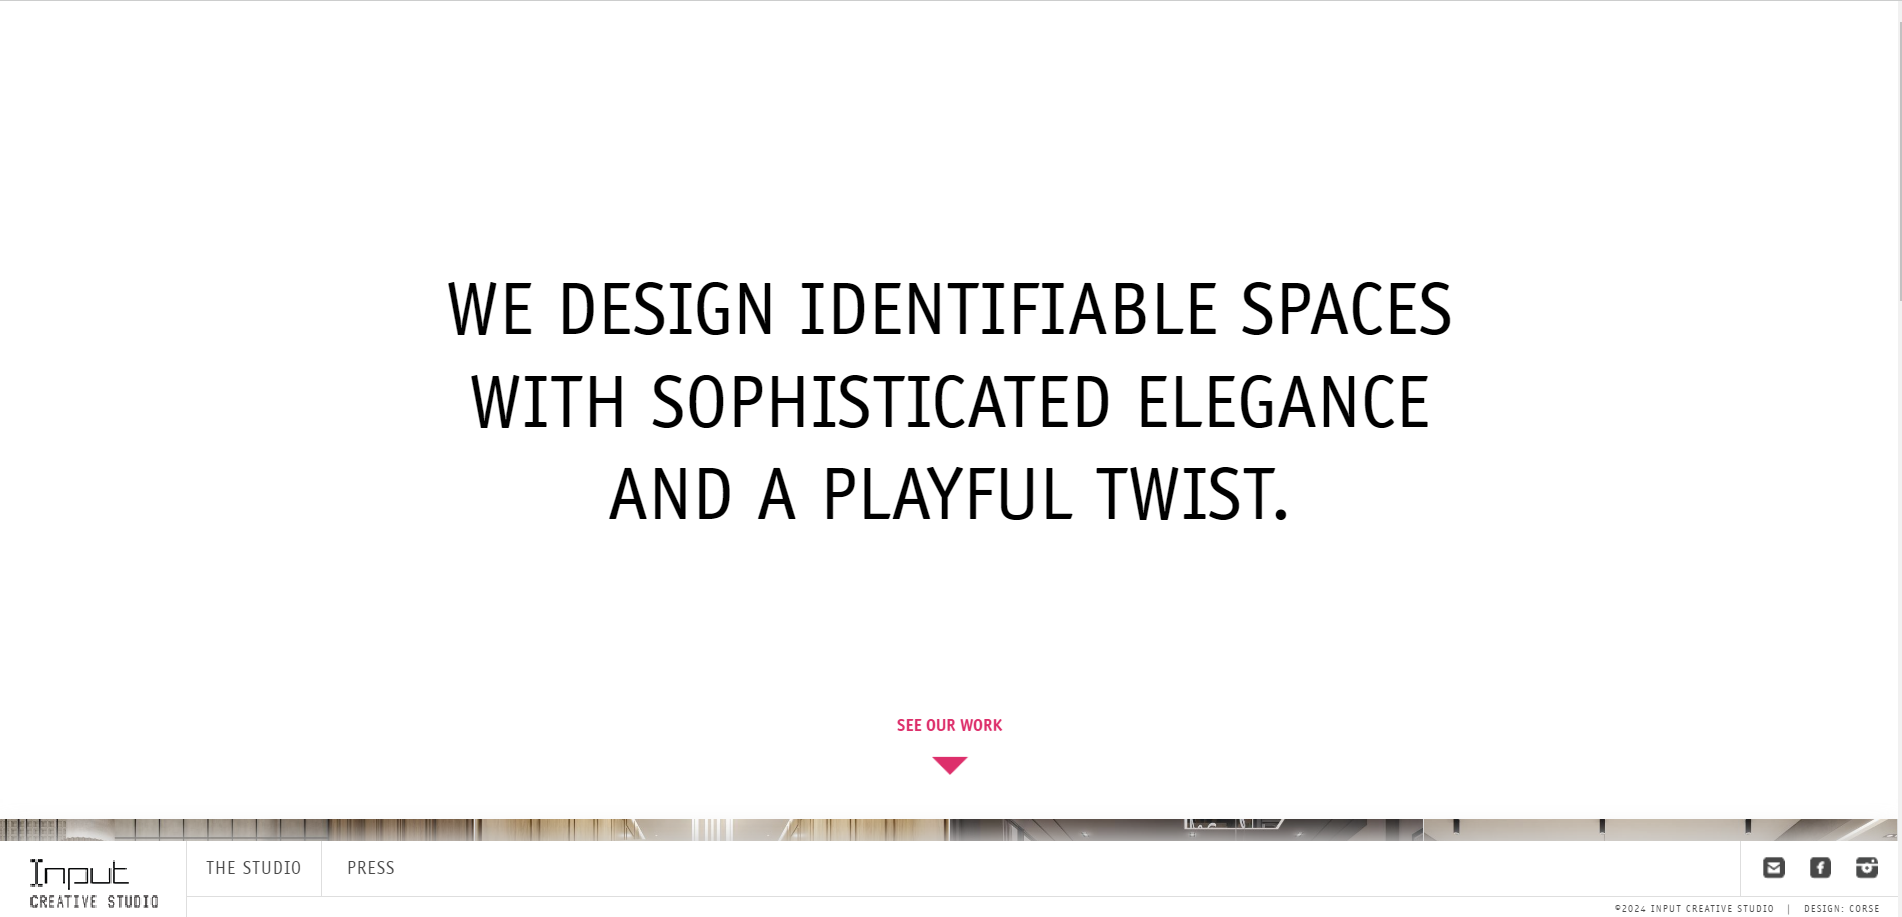 WE DESIGN IDENTIFIABLE SPACES
WITH SOPHISTICATED ELEGANCE
AND A PLAYFUL TWIST.
SEE OUR WORK
Input
CREATIVE STUDIO
THE STUDIO
PRESS
©2024 INPUT CREATIVE STUDIO | DESIGN: CORSE